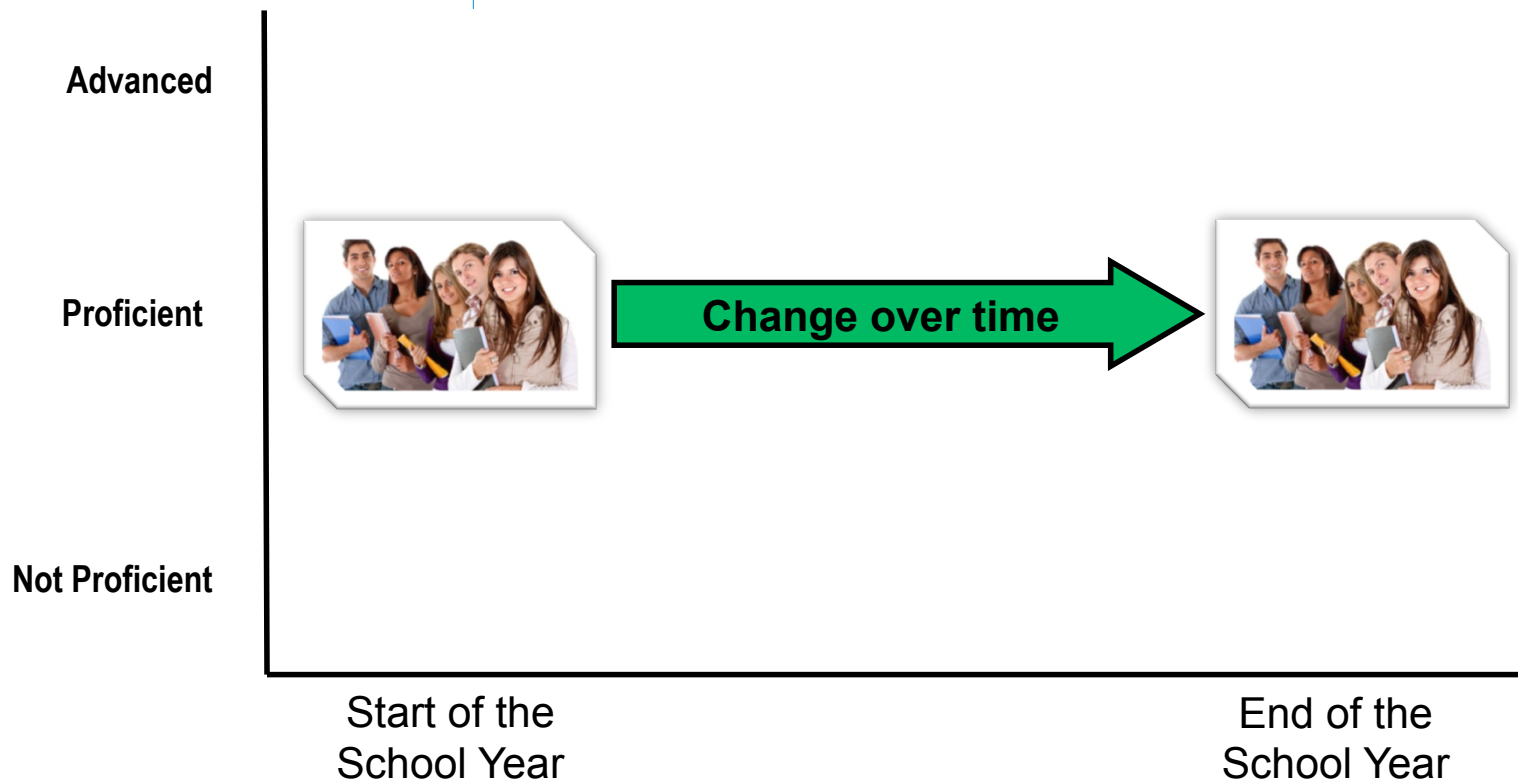 Advanced
Proficient
Change over time
Not Proficient
Start of the
School Year
End of the
School Year